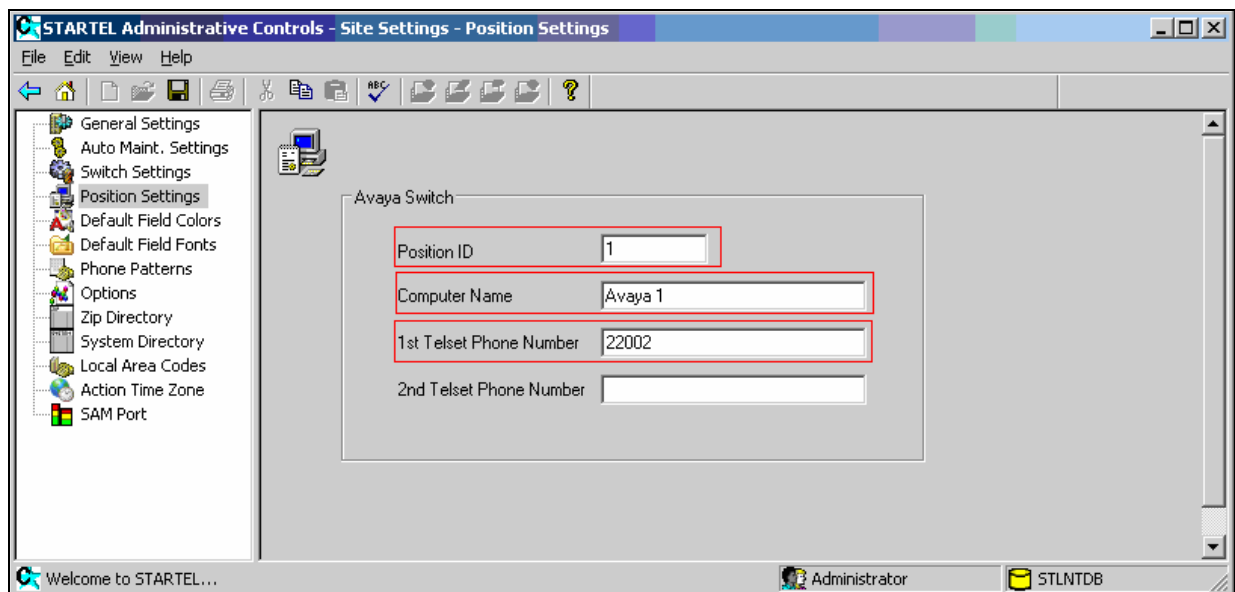 STARTEL Administrative Controls - Site Settings - Position Settings
File Edit View Help
ABC
General Settings
Auto Maint. Settings
Switch Settings
Position Settings
Default Field Colors
Default Field Fonts
Phone Patterns
Options
Zip Directory
System Directory
Local Area Codes
Action Time Zone
SAM Port
Avaya Switch
Position ID 1
Computer Name Avaya 1
1st Telset Phone Number 22002
2nd Telset Phone Number
Welcome to STARTEL... Administrator STLNTDB